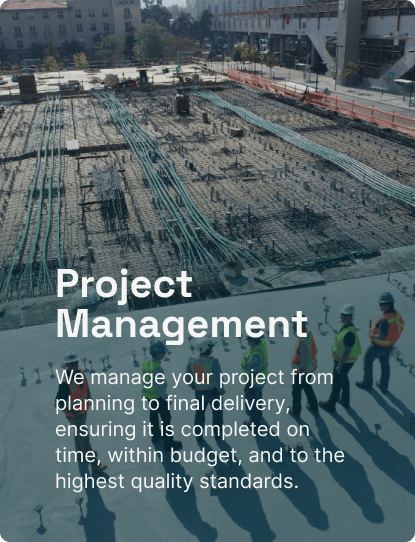 Project
Management
We manage your project from
planning to final delivery,
ensuring it is completed on
time, within budget, and to the
highest quality standards.